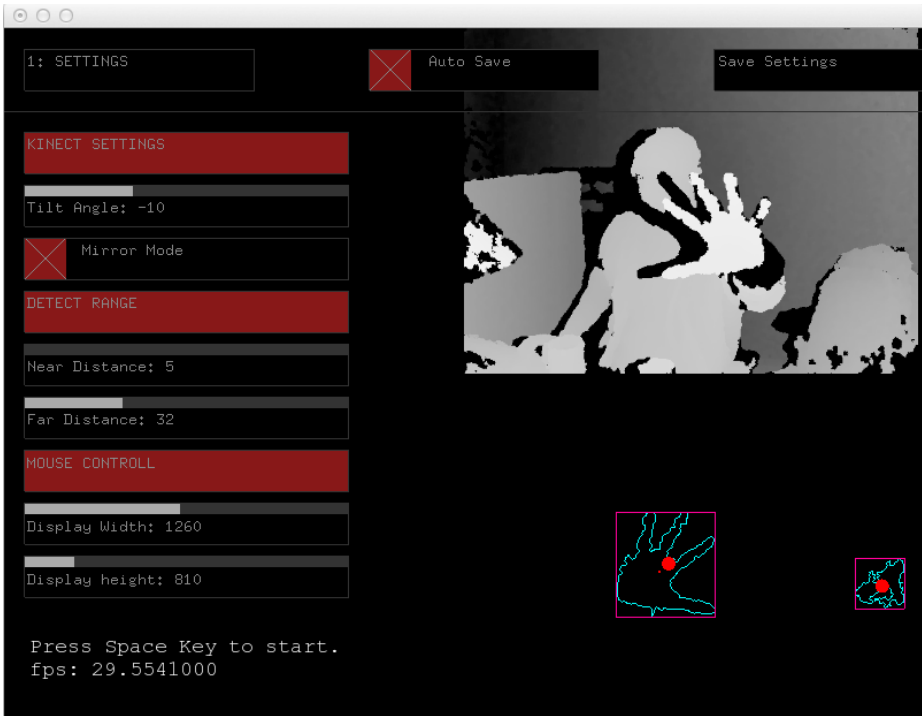 1: SETTINGS
Auto Save
Save Settings
KINECT SETTINGS
Tilt Angle: -10
Mirror Mode
DETECT RANGE
Near Distance: 5
Far Distance: 32
MOUSE CONTROLL
Display Width: 1260
Display height: 810
Press Space Key to start.
fps: 29.5541000